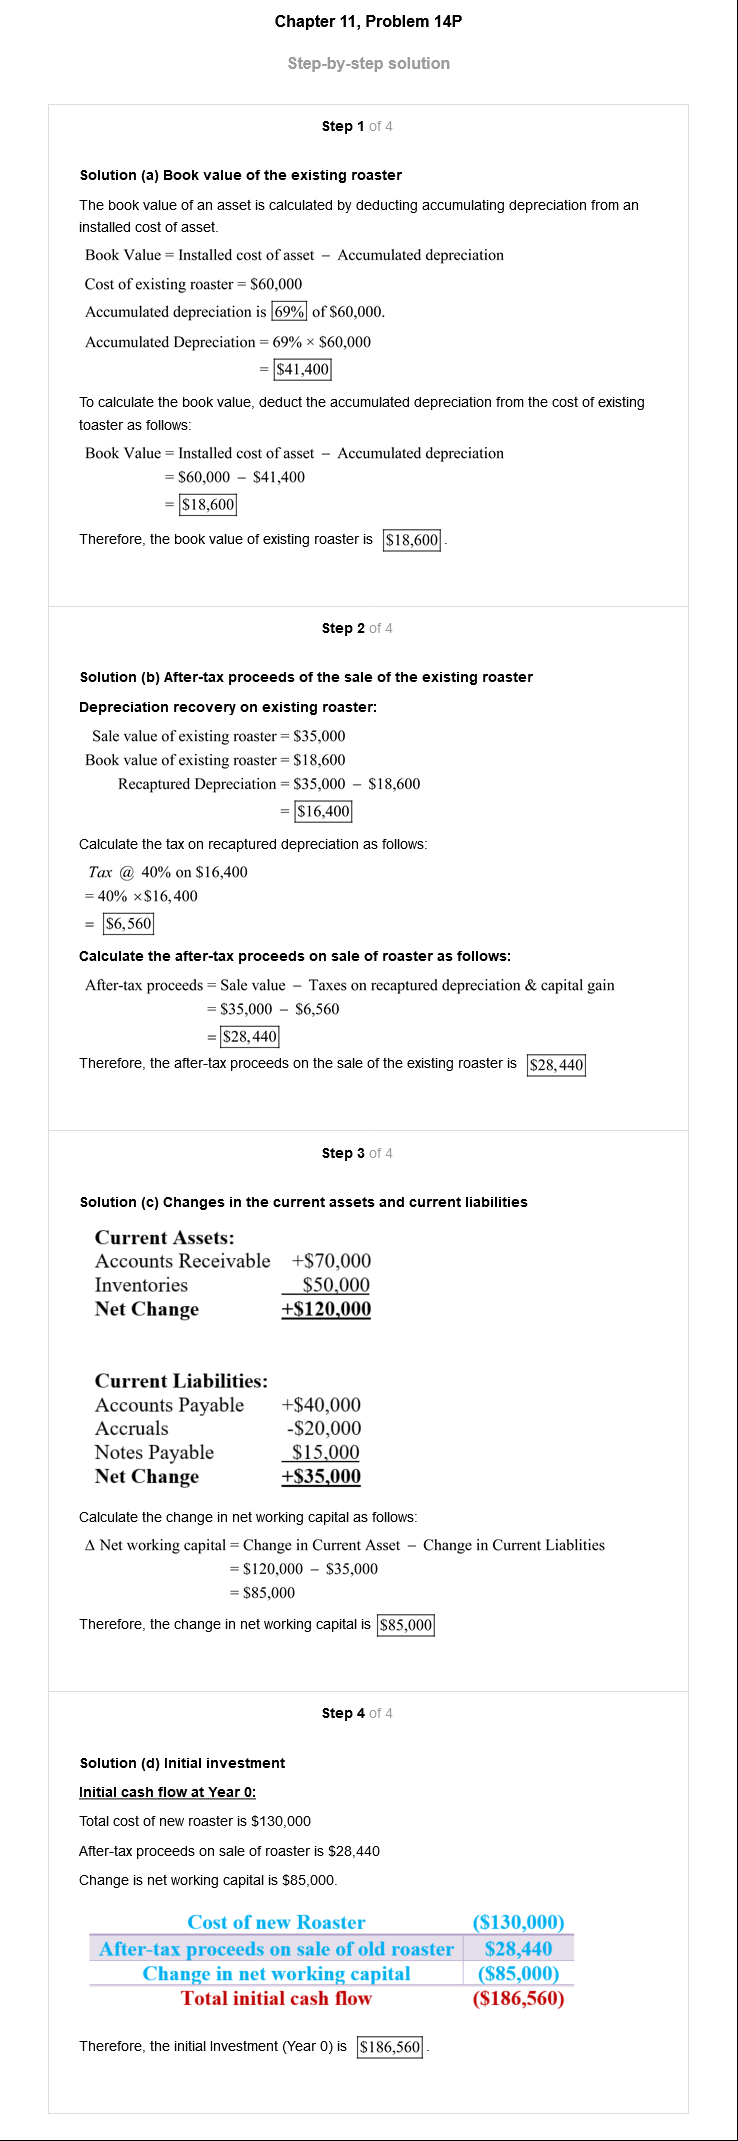 Chapter 11, Problem 14P
Step-by-step solution
Step 1 of 4
Solution (a) Book value of the existing roaster
The book value of an asset is calculated by deducting accumulating depreciation from an
installed cost of asset.
Book Value = Installed cost of asset − Accumulated depreciation
Cost of existing roaster = $60,000
Accumulated depreciation is 69% of $60,000.
Accumulated Depreciation = 69% × $60,000
= $41,400
To calculate the book value, deduct the accumulated depreciation from the cost of existing
toaster as follows:
Book Value = Installed cost of asset − Accumulated depreciation
= $60,000 − $41,400
= $18,600
Therefore, the book value of existing roaster is $18,600.
Step 2 of 4
Solution (b) After-tax proceeds of the sale of the existing roaster
Depreciation recovery on existing roaster:
Sale value of existing roaster = $35,000
Book value of existing roaster = $18,600
Recaptured Depreciation = $35,000 − $18,600
= $16,400
Calculate the tax on recaptured depreciation as follows:
Tax @ 40% on $16,400
= 40% ×$16,400
= $6,560
Calculate the after-tax proceeds on sale of roaster as follows:
After-tax proceeds = Sale value − Taxes on recaptured depreciation & capital gain
= $35,000 − $6,560
= $28,440
Therefore, the after-tax proceeds on the sale of the existing roaster is $28,440
Step 3 of 4
Solution (c) Changes in the current assets and current liabilities
Current Assets:
Accounts Receivable +$70,000
Inventories $50,000
Net Change +$120,000
Current Liabilities:
Accounts Payable +$40,000
Accruals -$20,000
Notes Payable $15,000
Net Change +$35,000
Calculate the change in net working capital as follows:
Δ Net working capital = Change in Current Asset − Change in Current Liablities
= $120,000 − $35,000
= $85,000
Therefore, the change in net working capital is $85,000
Step 4 of 4
Solution (d) Initial investment
Initial cash flow at Year 0:
Total cost of new roaster is $130,000
After-tax proceeds on sale of roaster is $28,440
Change is net working capital is $85,000.
Cost of new Roaster ($130,000)
After-tax proceeds on sale of old roaster $28,440
Change in net working capital ($85,000)
Total initial cash flow ($186,560)
Therefore, the initial Investment (Year 0) is $186,560.